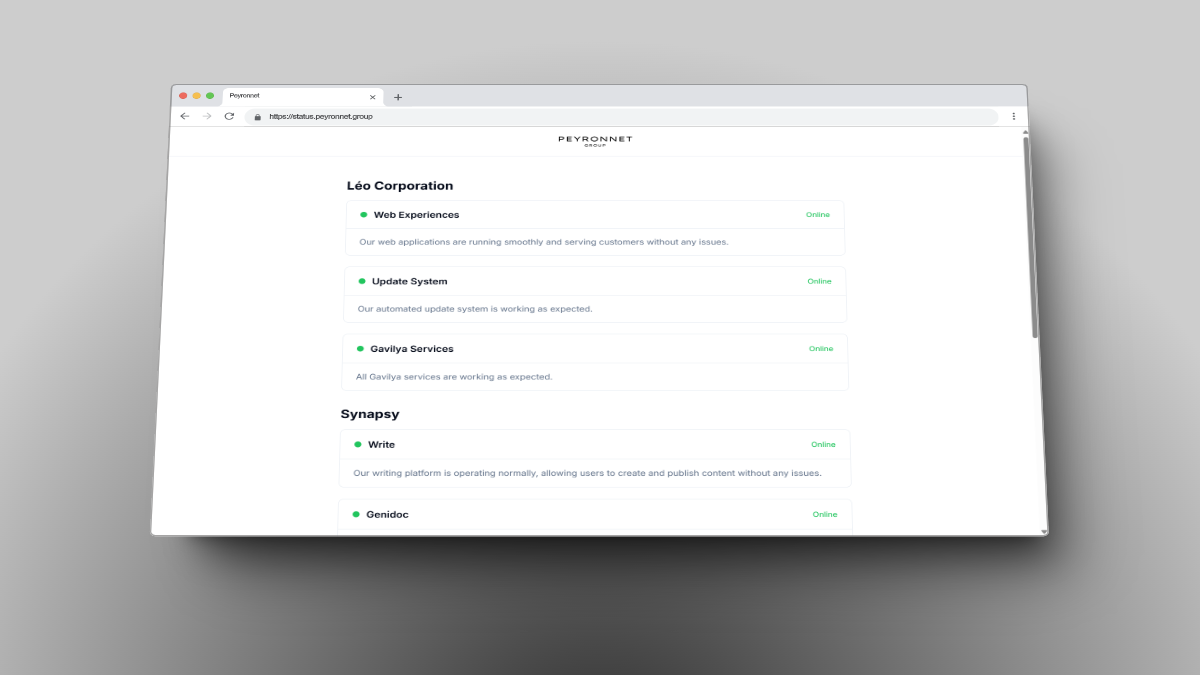 Peyronnet
https://status.peyronnet.group
PEYRONNET
GROUP
Léo Corporation
Web Experiences
Online
Our web applications are running smoothly and serving customers without any issues.
Update System
Online
Our automated update system is working as expected.
Gavilya Services
Online
All Gavilya services are working as expected.
Synapsy
Write
Online
Our writing platform is operating normally, allowing users to create and publish content without any issues.
Genidoc
Online